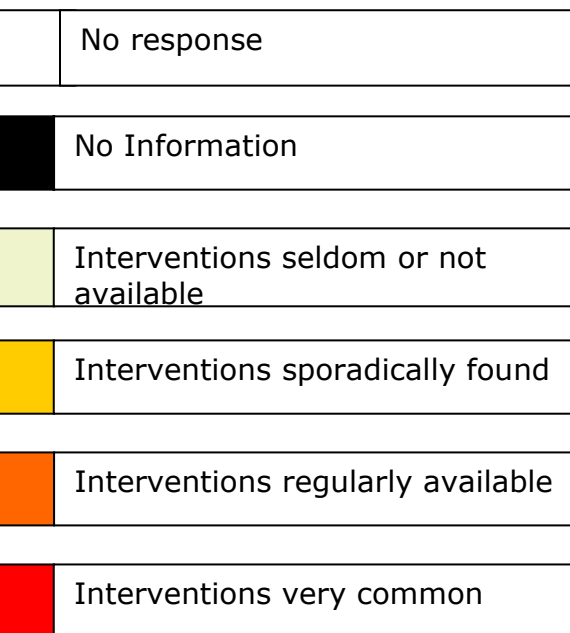 No response
No Information
Interventions seldom or not
available
Interventions sporadically found
Interventions regularly available
Interventions very common